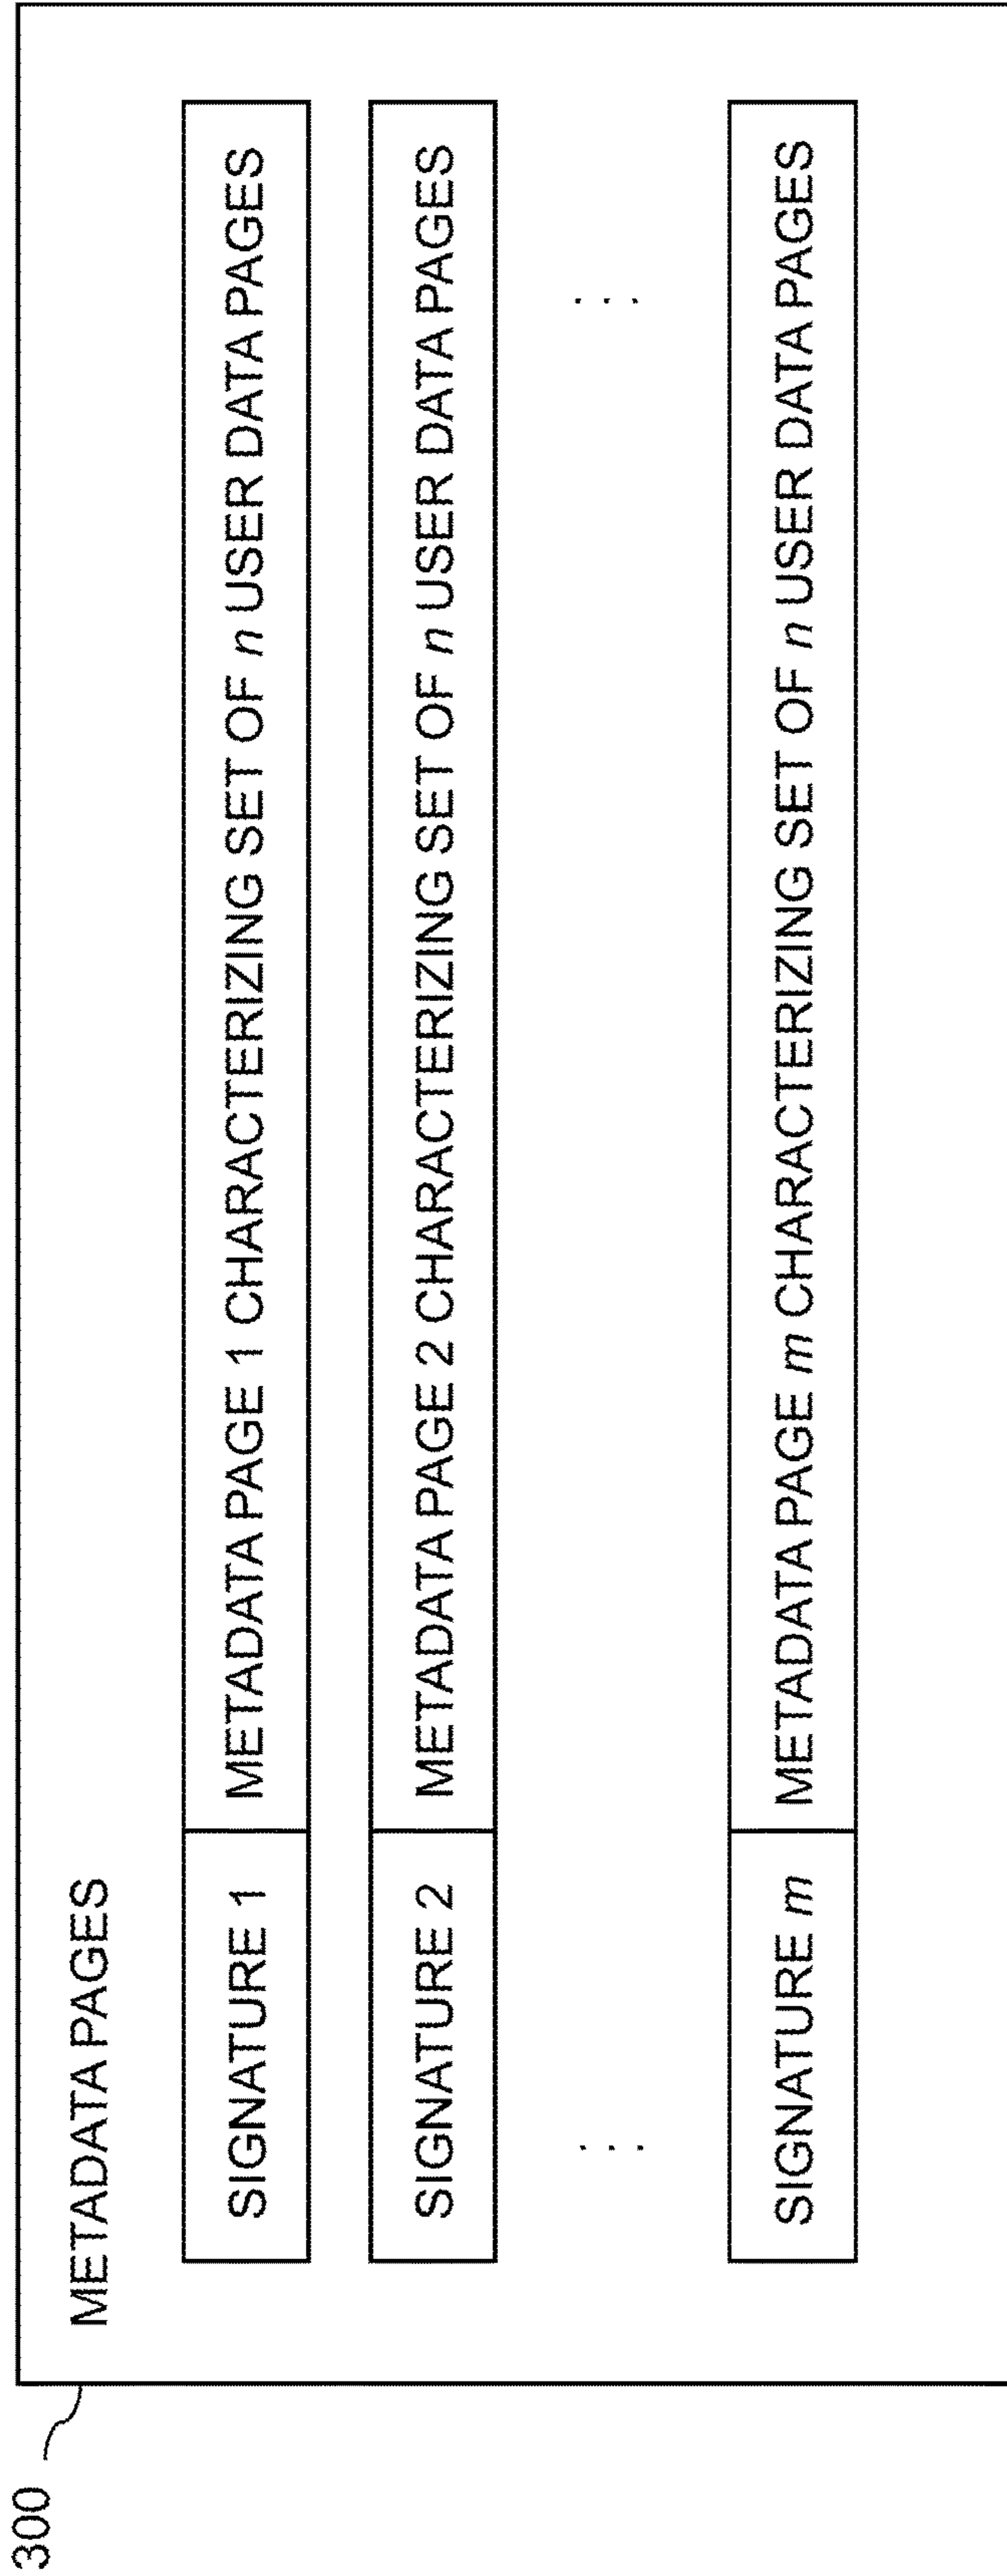 300
METADATA PAGES
SIGNATURE 1 METADATA PAGE 1 CHARACTERIZING SET OF n USER DATA PAGES
SIGNATURE 2 METADATA PAGE 2 CHARACTERIZING SET OF n USER DATA PAGES
. . . . . .
SIGNATURE m METADATA PAGE m CHARACTERIZING SET OF n USER DATA PAGES